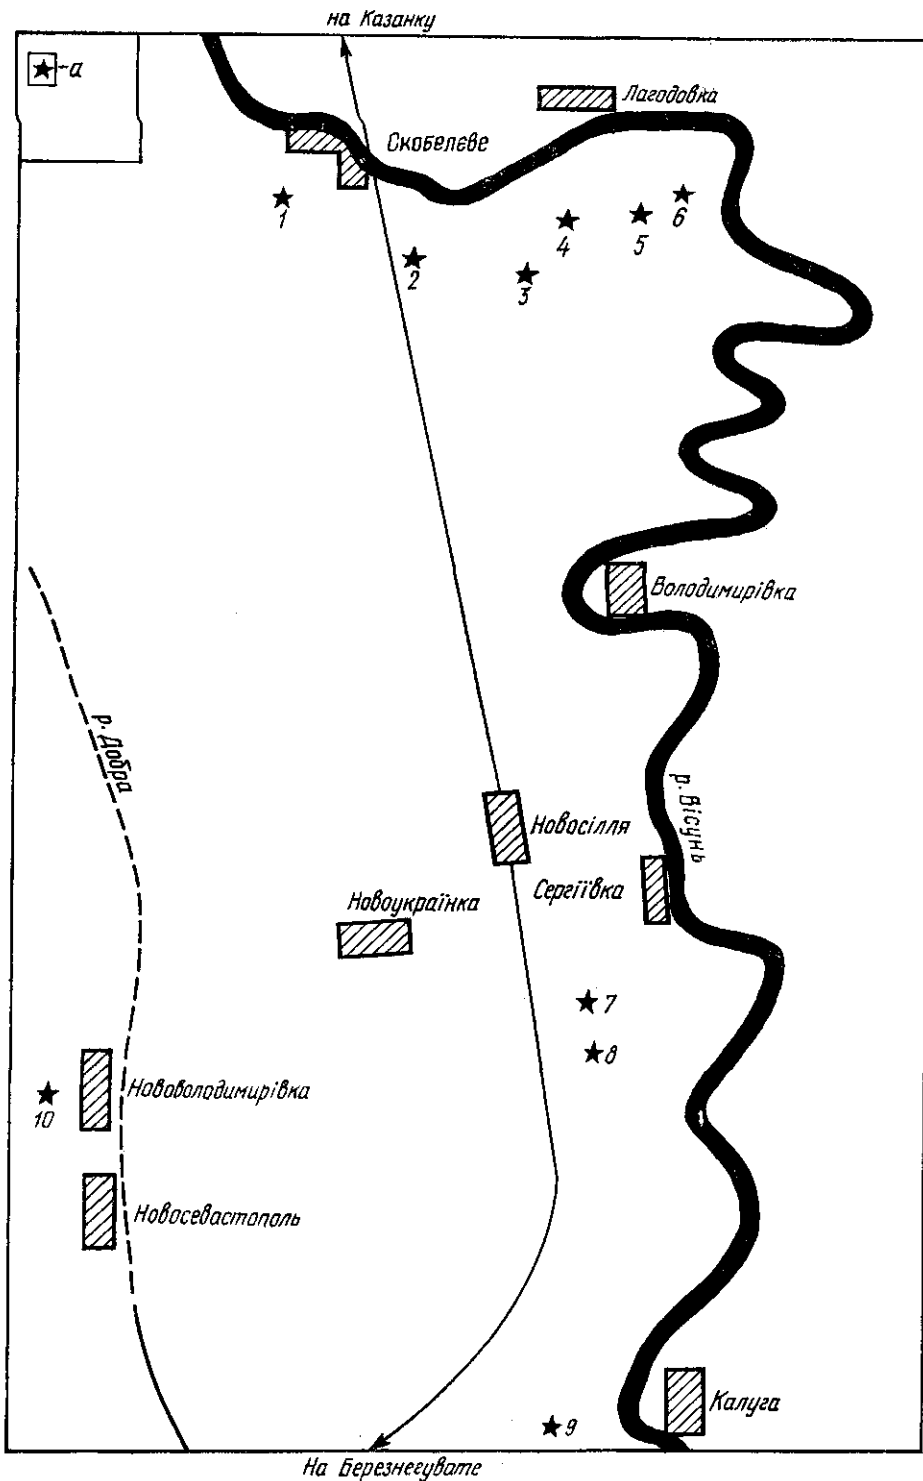 на Казанку
-а
Лагодовка
Скобелєве
1
2
3
4
5
6
Володимирівка
р. Добра
р. Вісунь
Новосілля
Сергіївка
Новоукраїнка
7
8
Нововолодимирівка
10
Новосевастополь
Калуга
9
На Березнегувате